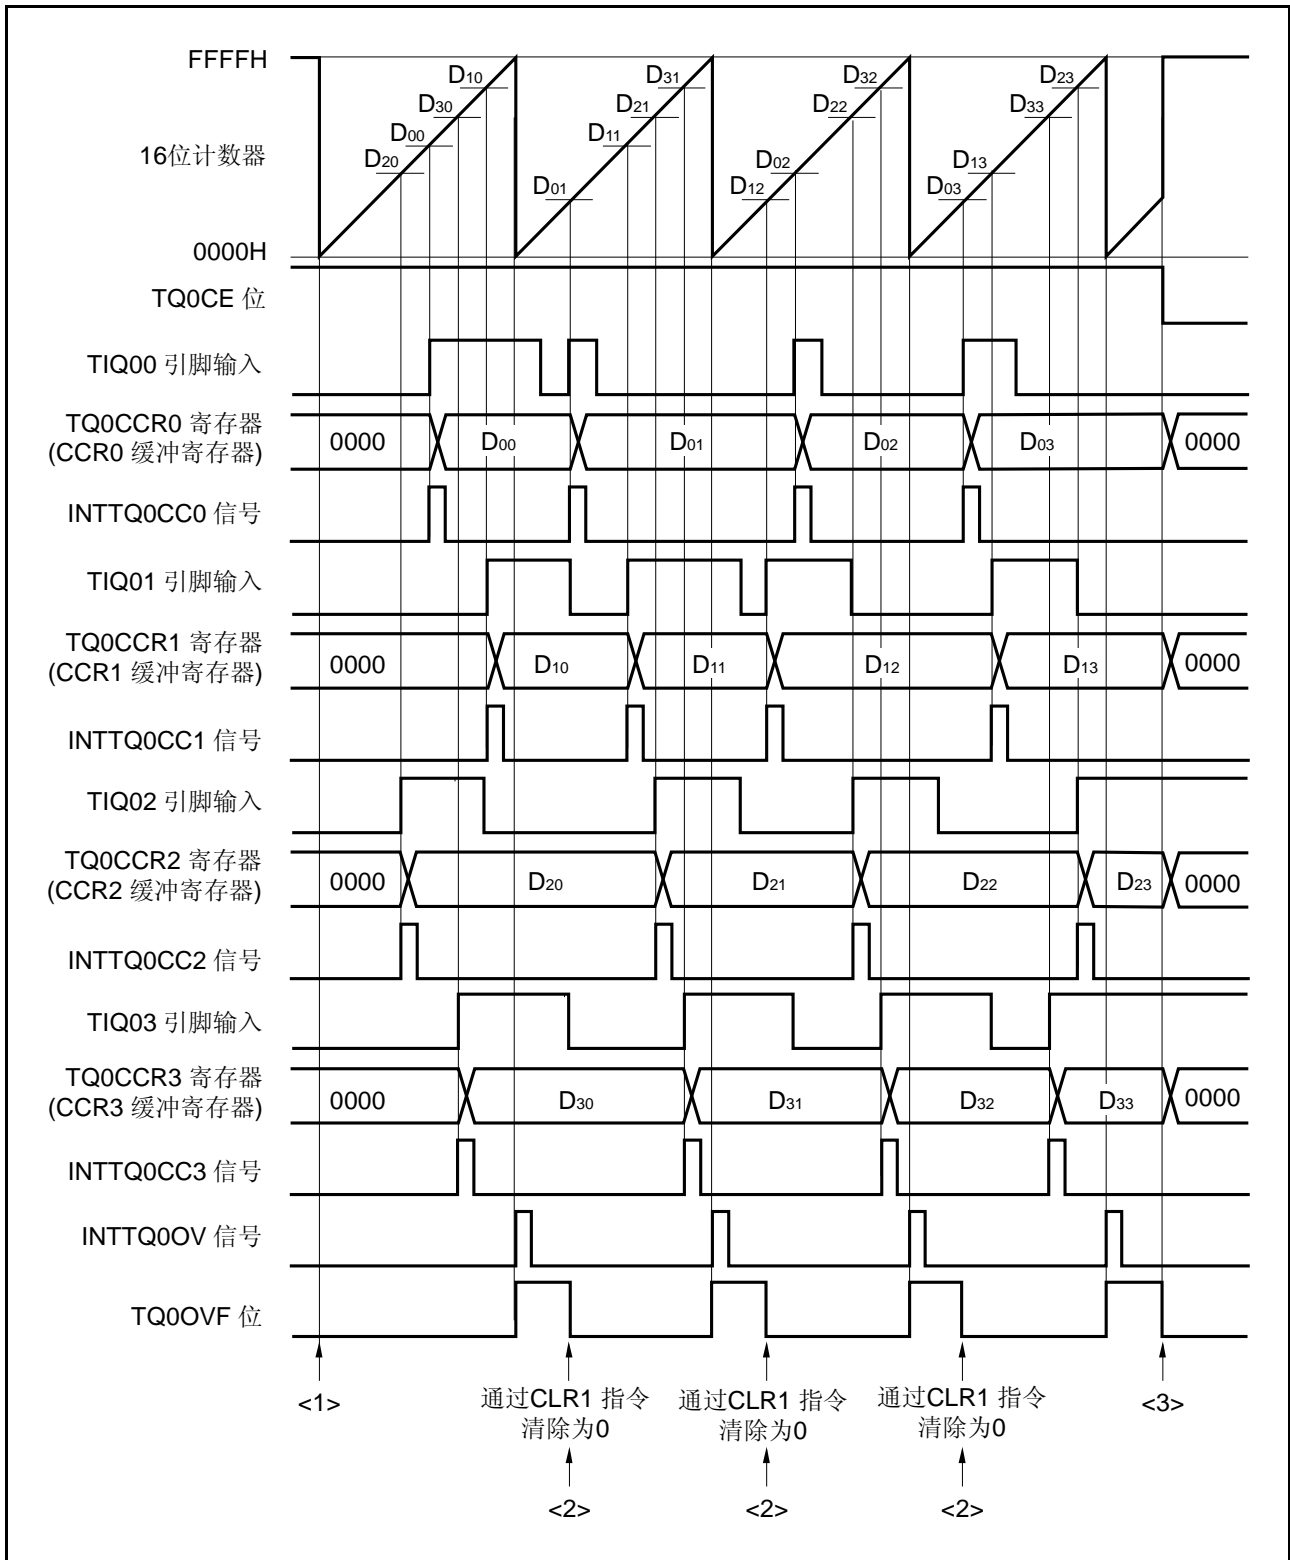 FFFFH
D10
D31
D32
D23
D30
D21
D22
D33
16位计数器
D00
D11
D20
D02
D13
D01
D12
D03
0000H
TQ0CE 位
TIQ00 引脚输入
TQ0CCR0 寄存器
(CCR0 缓冲寄存器)
0000
D00
D01
D02
D03
0000
INTTQ0CC0 信号
TIQ01 引脚输入
TQ0CCR1 寄存器
(CCR1 缓冲寄存器)
0000
D10
D11
D12
D13
0000
INTTQ0CC1 信号
TIQ02 引脚输入
TQ0CCR2 寄存器
(CCR2 缓冲寄存器)
0000
D20
D21
D22
D23
0000
INTTQ0CC2 信号
TIQ03 引脚输入
TQ0CCR3 寄存器
(CCR3 缓冲寄存器)
0000
D30
D31
D32
D33
0000
INTTQ0CC3 信号
INTTQ0OV 信号
TQ0OVF 位
<1>
通过CLR1 指令
清除为0
通过CLR1 指令
清除为0
通过CLR1 指令
清除为0
<3>
<2>
<2>
<2>